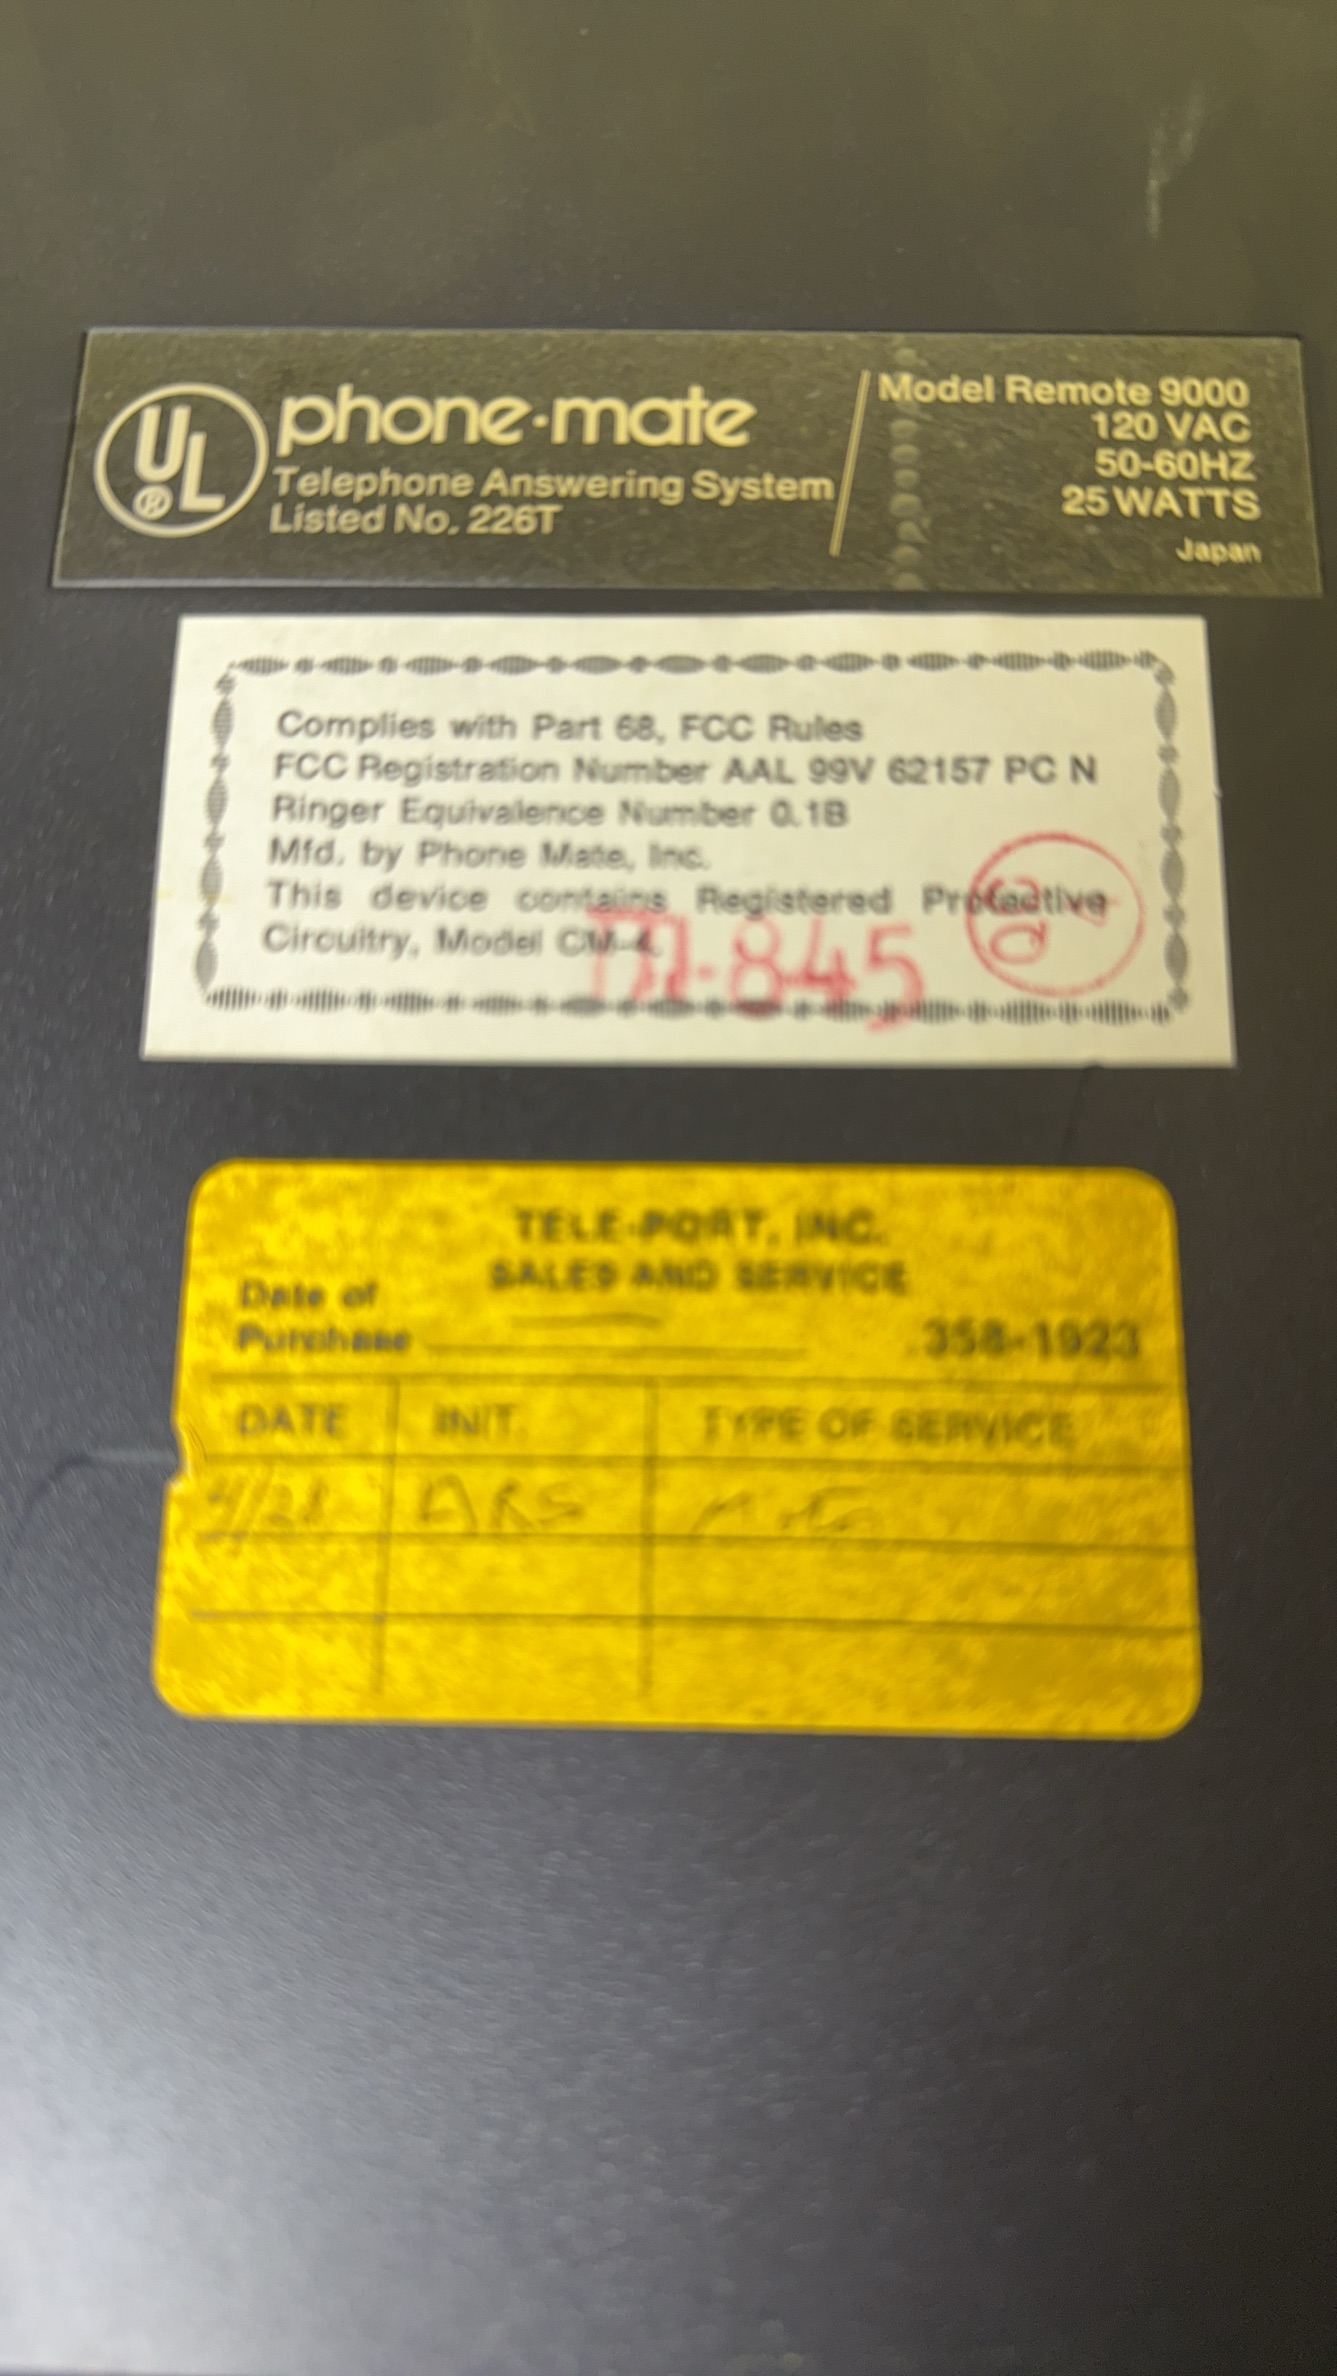 UL®
phone·mate
Telephone Answering System
Listed No. 226T
Model Remote 9000
120 VAC
50-60HZ
25 WATTS
Japan
Complies with Part 68, FCC Rules
FCC Registration Number AAL 99V 62157 PC N
Ringer Equivalence Number 0.1B
Mfd. by Phone Mate, Inc.
This device contains Registered Protective
Circuitry, Model CM-4.
845
TELE-PORT, INC.
SALES AND SERVICE
Date of
Purchase
358-1923
DATE INIT. TYPE OF SERVICE
4/28 ARS